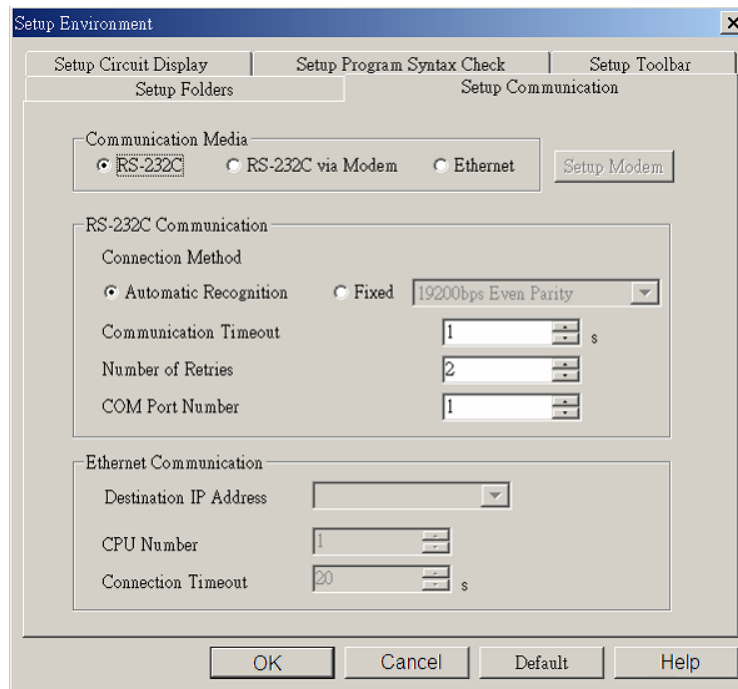 Setup Environment
Setup Circuit Display Setup Program Syntax Check Setup Toolbar
Setup Folders Setup Communication
Communication Media
RS-232C RS-232C via Modem Ethernet Setup Modem
RS-232C Communication
Connection Method
Automatic Recognition Fixed 19200bps Even Parity
Communication Timeout 1 s
Number of Retries 2
COM Port Number 1
Ethernet Communication
Destination IP Address
CPU Number 1
Connection Timeout 20 s
OK Cancel Default Help